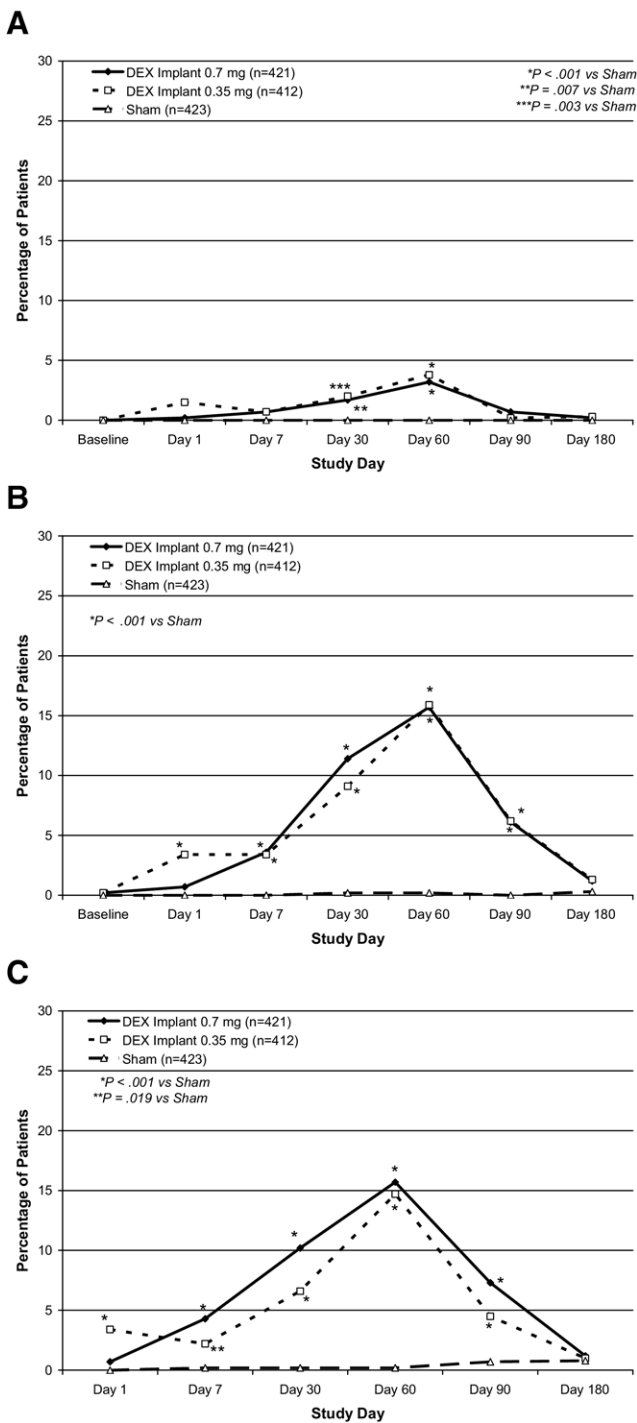 A
30
25
20
15
10
5
0
Percentage of Patients
DEX Implant 0.7 mg (n=421)
DEX Implant 0.35 mg (n=412)
Sham (n=423)
*P < .001 vs Sham
**P = .007 vs Sham
***P = .003 vs Sham
***
**
*
*
Baseline Day 1 Day 7 Day 30 Day 60 Day 90 Day 180
Study Day
B
30
25
20
15
10
5
0
Percentage of Patients
DEX Implant 0.7 mg (n=421)
DEX Implant 0.35 mg (n=412)
Sham (n=423)
*P < .001 vs Sham
*
*
*
*
*
*
*
*
*
Baseline Day 1 Day 7 Day 30 Day 60 Day 90 Day 180
Study Day
C
30
25
20
15
10
5
0
Percentage of Patients
DEX Implant 0.7 mg (n=421)
DEX Implant 0.35 mg (n=412)
Sham (n=423)
*P < .001 vs Sham
**P = .019 vs Sham
*
*
**
*
*
*
*
*
*
Day 1 Day 7 Day 30 Day 60 Day 90 Day 180
Study Day